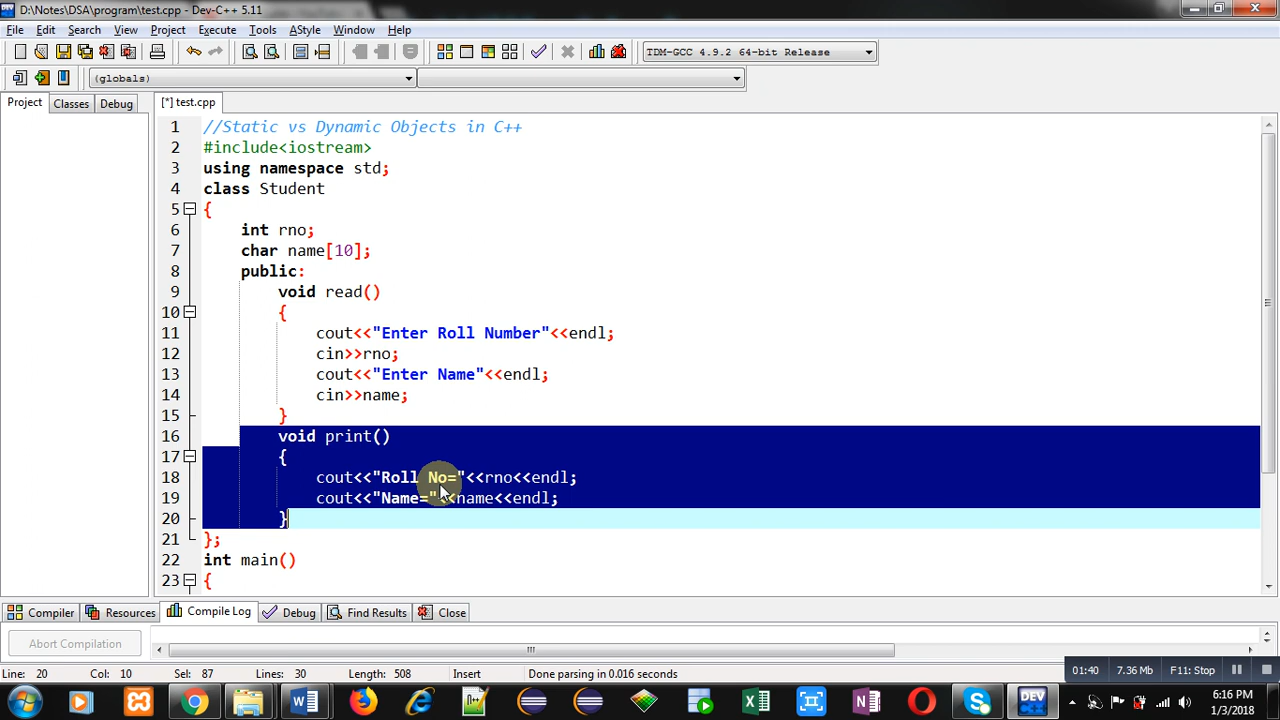 D:\Notes\DSA\program\test.cpp - Dev-C++ 5.11
File Edit Search View Project Execute Tools AStyle Window Help
TDM-GCC 4.9.2 64-bit Release
(globals)
Project Classes Debug [*] test.cpp
1 //Static vs Dynamic Objects in C++
2 #include<iostream>
3 using namespace std;
4 class Student
5 {
6 int rno;
7 char name[10];
8 public:
9 void read()
10 {
11 cout<<"Enter Roll Number"<<endl;
12 cin>>rno;
13 cout<<"Enter Name"<<endl;
14 cin>>name;
15 }
16 void print()
17 {
18 cout<<"Roll No="<<rno<<endl;
19 cout<<"Name="<<name<<endl;
20 }
21 };
22 int main()
23 {
Compiler Resources Compile Log Debug Find Results Close
Abort Compilation
Line: 20 Col: 10 Sel: 87 Lines: 30 Length: 508 Insert Done parsing in 0.016 seconds
01:40 7.36 Mb F11: Stop
DEV
6:16 PM
1/3/2018